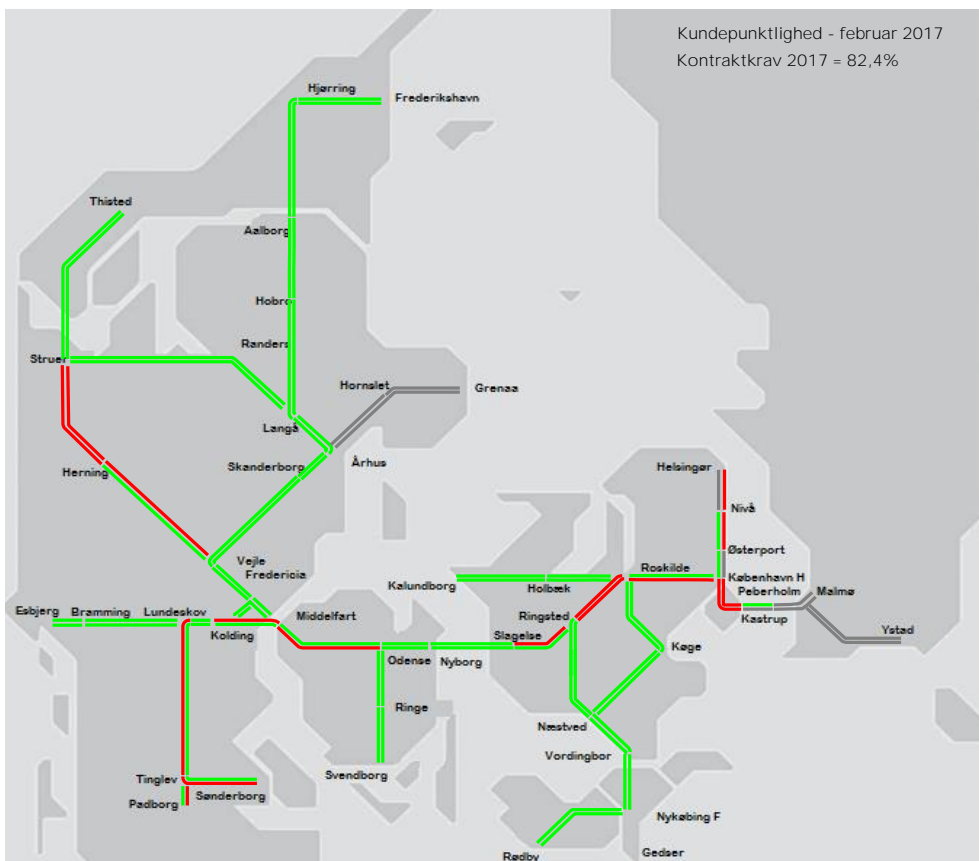 Kundepunktlighed - februar 2017
Kontraktkrav 2017 = 82,4%
Hjørring
Frederikshavn
Thisted
Aalborg
Hobro
Randers
Struer
Hornslet
Grenaa
Langå
Århus
Skanderborg
Herning
Helsingør
Nivå
Østerport
Vejle
Fredericia
Roskilde
København H
Kalundborg
Holbæk
Peberholm
Malmø
Esbjerg
Bramming
Lundeskov
Middelfart
Ringsted
Kastrup
Kolding
Slagelse
Ystad
Køge
Odense
Nyborg
Ringe
Næstved
Vordingbor
Svendborg
Tinglev
Sønderborg
Padborg
Nykøbing F
Rødby
Gedser